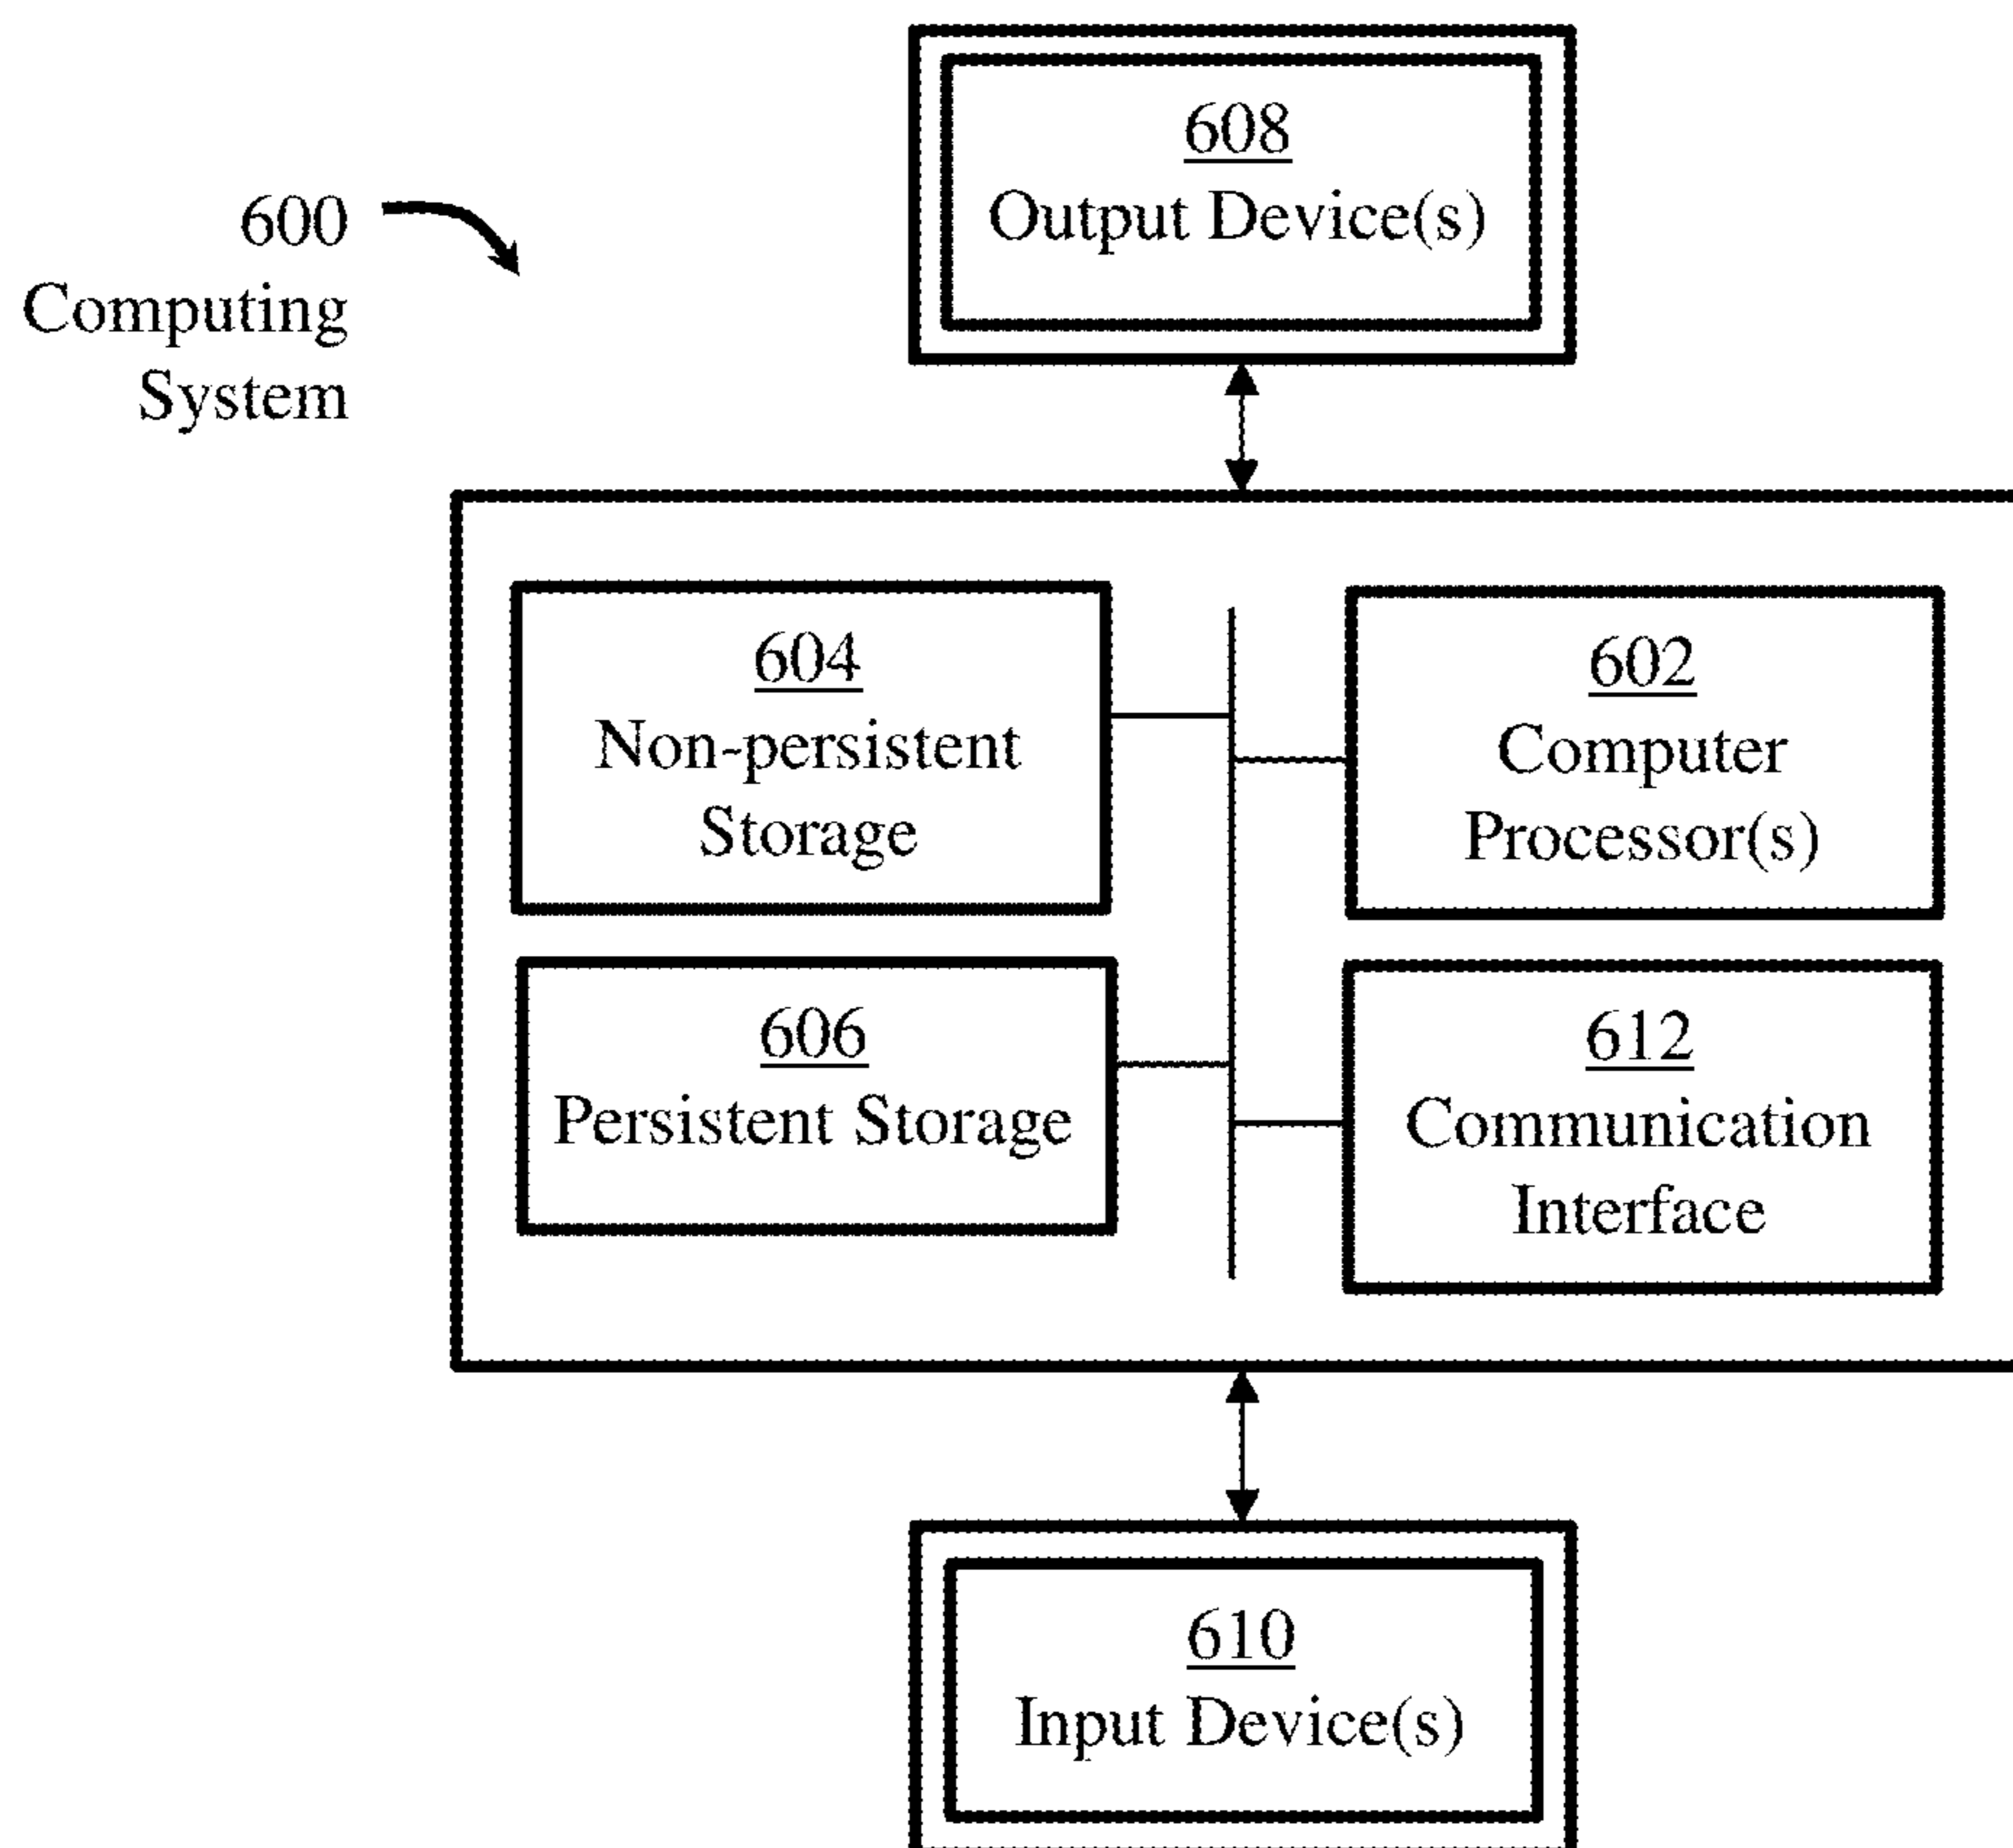 608
Output Device(s)
600
Computing
System
604
Non-persistent
Storage
602
Computer
Processor(s)
606
Persistent Storage
612
Communication
Interface
610
Input Device(s)